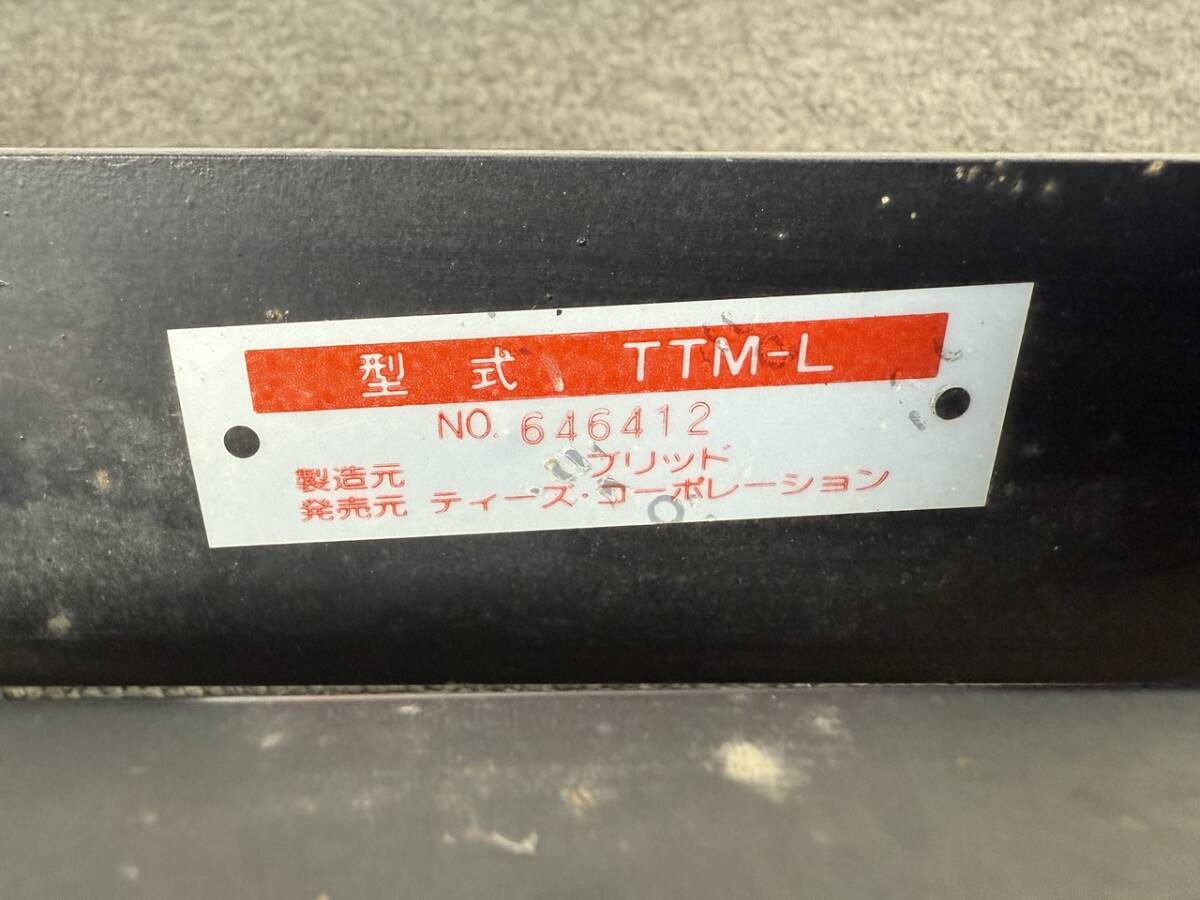 型式 TTM-L
NO. 646412
製造元 ブリッド
発売元 ティーズ・コーポレーション